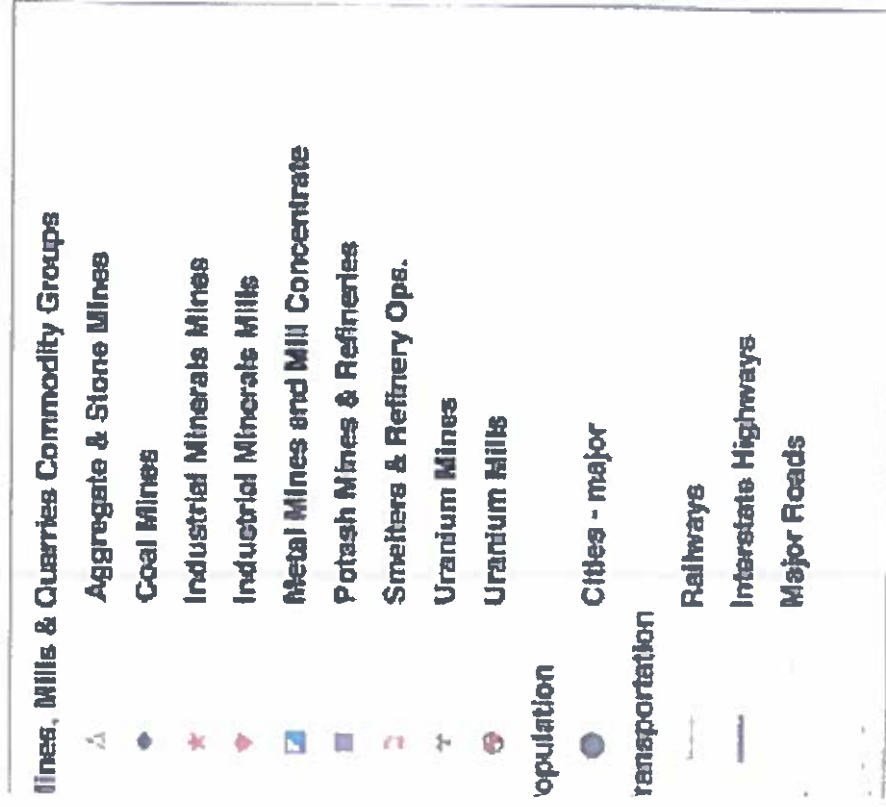 lines, Mills & Quarries Commodity Groups
Aggregate & Stone Mines
Coal Mines
Industrial Minerals Mines
Industrial Minerals Mills
Metal Mines and Mill Concentrate
Potash Mines & Refineries
Smelters & Refinery Ops.
Uranium Mines
Uranium Mills
opulation
Cities - major
ransportation
Railways
Interstate Highways
Major Roads